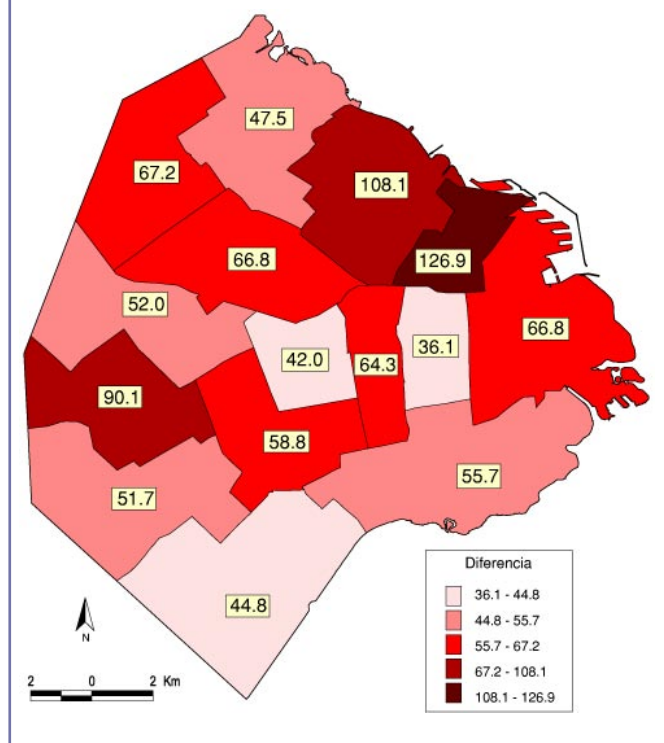 47.5
67.2
108.1
66.8
126.9
52.0
66.8
42.0
64.3
36.1
90.1
58.8
55.7
51.7
44.8
Diferencia
36.1 - 44.8
44.8 - 55.7
55.7 - 67.2
67.2 - 108.1
108.1 - 126.9
N
2 0 2 Km